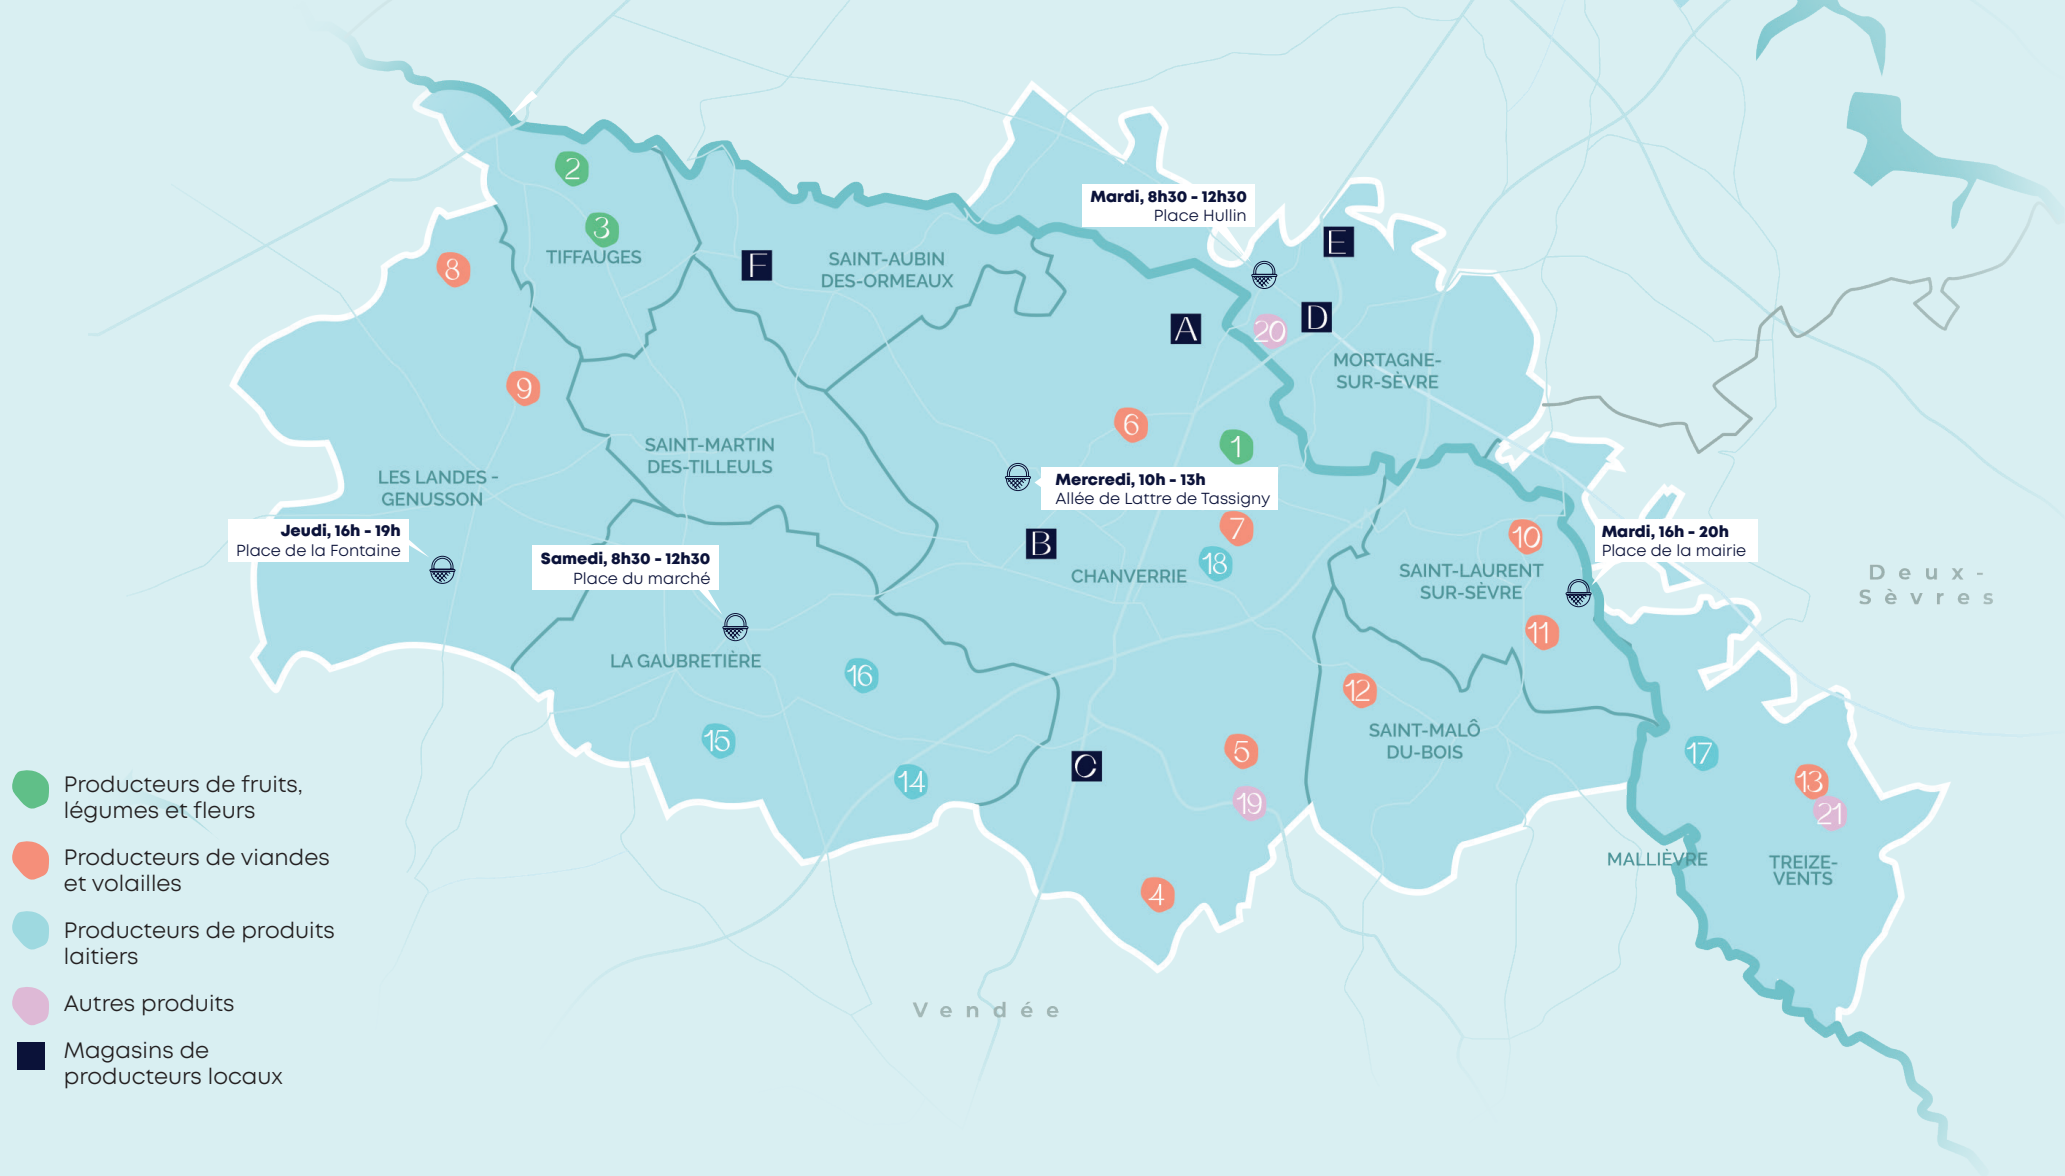 2
3
TIFFAUGES
8
F
SAINT-AUBIN
DES-ORMEAUX
Mardi, 8h30 - 12h30
Place Hullin
E
A
20
D
MORTAGNE-
SUR-SÈVRE
9
6
1
SAINT-MARTIN
DES-TILLEULS
LES LANDES -
GENUSSON
Mercredi, 10h - 13h
Allée de Lattre de Tassigny
Jeudi, 16h - 19h
Place de la Fontaine
Samedi, 8h30 - 12h30
Place du marché
B
7
18
CHANVERRIE
10
Mardi, 16h - 20h
Place de la mairie
SAINT-LAURENT
SUR-SÈVRE
11
Deux-
Sèvres
LA GAUBRETIÈRE
16
15
14
12
SAINT-MALÔ
DU-BOIS
C
5
19
4
17
13
21
MALLIÈVRE
TREIZE-
VENTS
Vendée
Producteurs de fruits,
légumes et fleurs
Producteurs de viandes
et volailles
Producteurs de produits
laitiers
Autres produits
Magasins de
producteurs locaux